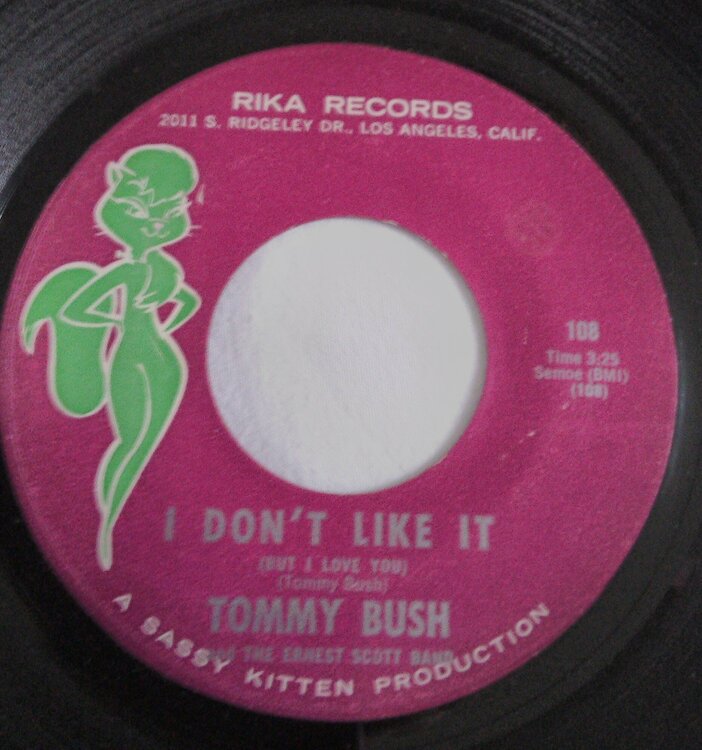 RIKA RECORDS
2011 S. RIDGELEY DR., LOS ANGELES, CALIF.
108
Time 3:25
Semoe (BMI)
(108)
I DON'T LIKE IT
(BUT I LOVE YOU)
(Tommy Bush)
TOMMY BUSH
THE ERNEST SCOTT BAND
A SASSY KITTEN PRODUCTION